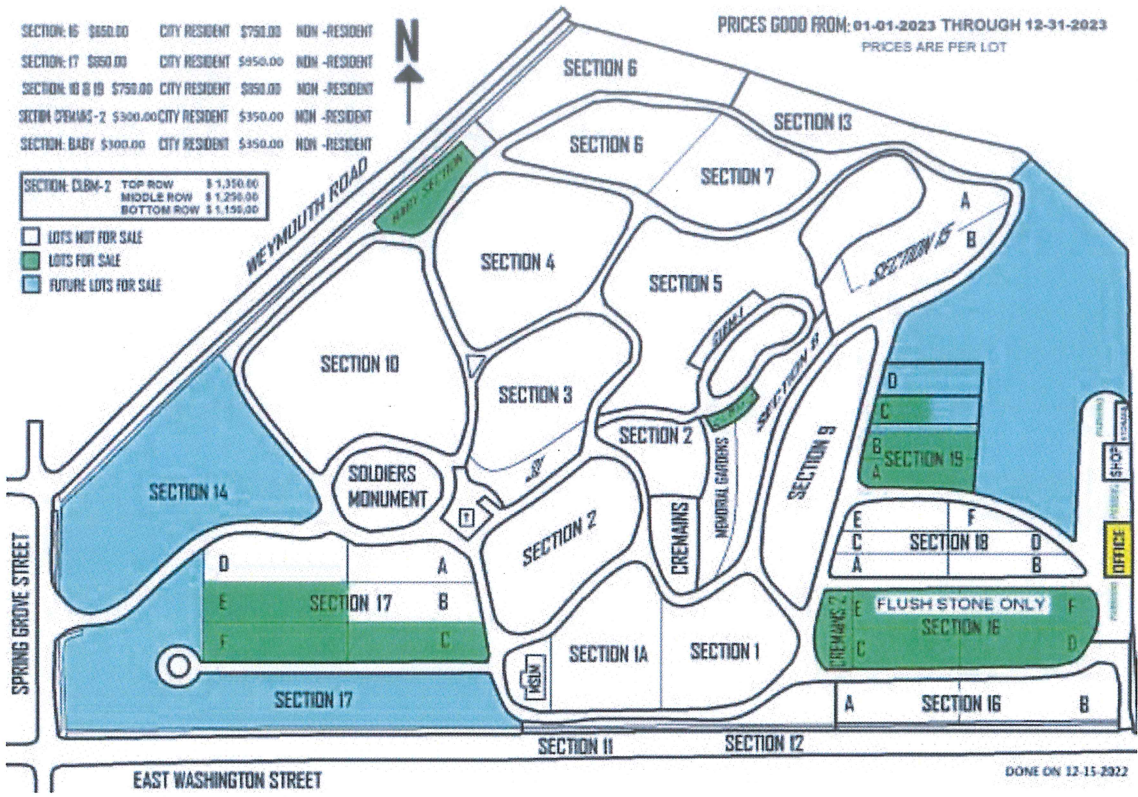 SECTION: 16 $650.00 CITY RESIDENT $750.00 NON -RESIDENT
SECTION: 17 $850.00 CITY RESIDENT $950.00 NON -RESIDENT
SECTION: 18 & 19 $750.00 CITY RESIDENT $850.00 NON -RESIDENT
SECTION: CREMAINS-2 $300.00 CITY RESIDENT $350.00 NON -RESIDENT
SECTION: BABY $300.00 CITY RESIDENT $350.00 NON -RESIDENT
SECTION: CLBM-2 TOP ROW $ 1,350.00
MIDDLE ROW $ 1,250.00
BOTTOM ROW $ 1,150.00
LOTS NOT FOR SALE
LOTS FOR SALE
FUTURE LOTS FOR SALE
N
PRICES GOOD FROM: 01-01-2023 THROUGH 12-31-2023
PRICES ARE PER LOT
WEYMOUTH ROAD
SECTION 6
SECTION 13
SECTION 6
SECTION 7
BABY SECTION
A
B
SECTION 15
SECTION 4
SECTION 5
CLBM-1
SECTION 8
SECTION 10
SECTION 3
SECTION 2
MEMORIAL GARDENS
CREMAINS
SECTION 9
D
C
B
A
SECTION 19
PARKING
STORAGE
SHOP
PARKING
OFFICE
PARKING
SECTION 14
SOLDIERS
MONUMENT
SECTION 2
E F
C SECTION 18 D
A B
D A
E SECTION 17 B
F C
CREMAINS 2
E FLUSH STONE ONLY F
SECTION 16
C D
SECTION 1A
SECTION 1
MSLM
SECTION 17
A SECTION 16 B
SPRING GROVE STREET
SECTION 11
SECTION 12
EAST WASHINGTON STREET
DONE ON 12-15-2022